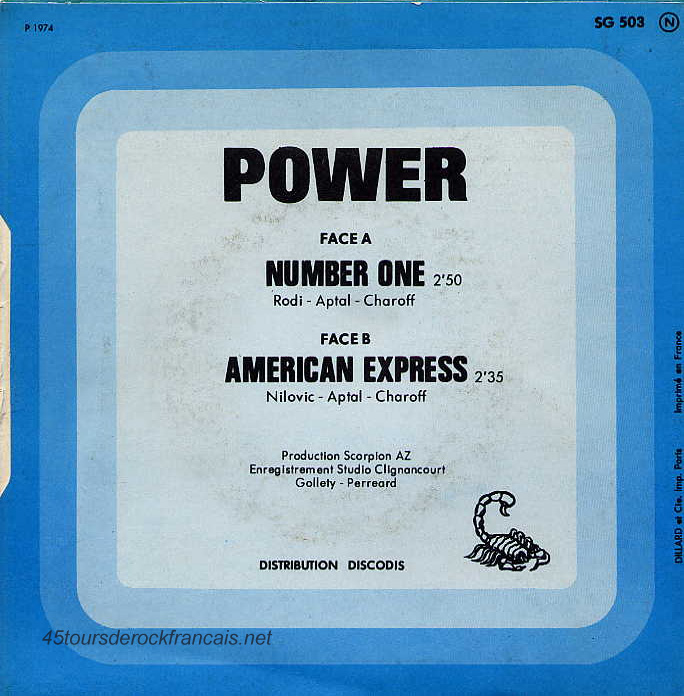 P 1974
SG 503 N
POWER
FACE A
NUMBER ONE 2'50
Rodi - Aptal - Charoff
FACE B
AMERICAN EXPRESS 2'35
Nilovic - Aptal - Charoff
Production Scorpion AZ
Enregistrement Studio Clignancourt
Gollety - Perreard
DISTRIBUTION DISCODIS
DILLARD et Cie. Imp. Paris Imprimé en France
45toursderockfrancais.net